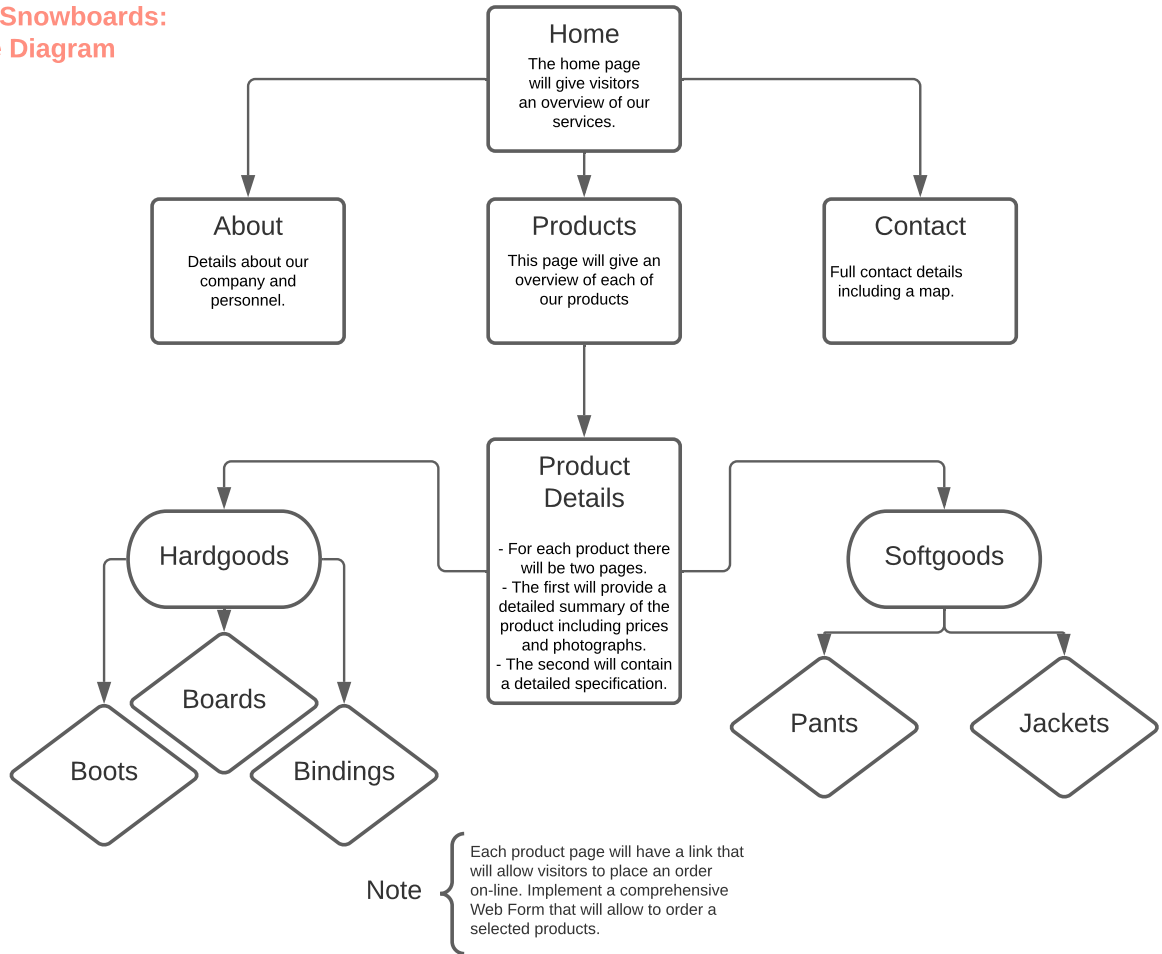 Snowboards:
Diagram
Home
The home page
will give visitors
an overview of our
services.
About
Details about our
company and
personnel.
Products
This page will give an
overview of each of
our products
Contact
Full contact details
including a map.
Product
Details
- For each product there
will be two pages.
- The first will provide a
detailed summary of the
product including prices
and photographs.
- The second will contain
a detailed specification.
Hardgoods
Softgoods
Boards
Boots
Bindings
Pants
Jackets
Note
Each product page will have a link that
will allow visitors to place an order
on-line. Implement a comprehensive
Web Form that will allow to order a
selected products.